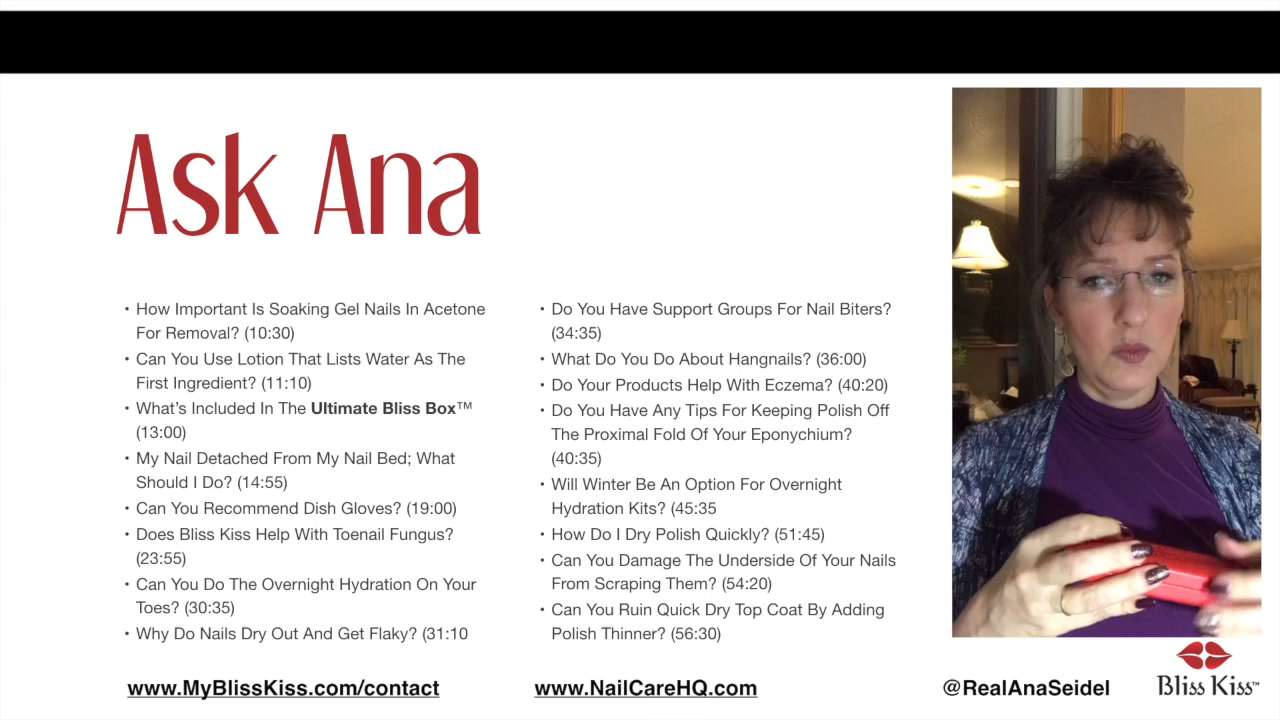 Ask Ana
• How Important Is Soaking Gel Nails In Acetone
For Removal? (10:30)
• Can You Use Lotion That Lists Water As The
First Ingredient? (11:10)
• What's Included In The Ultimate Bliss Box™
(13:00)
• My Nail Detached From My Nail Bed; What
Should I Do? (14:55)
• Can You Recommend Dish Gloves? (19:00)
• Does Bliss Kiss Help With Toenail Fungus?
(23:55)
• Can You Do The Overnight Hydration On Your
Toes? (30:35)
• Why Do Nails Dry Out And Get Flaky? (31:10
• Do You Have Support Groups For Nail Biters?
(34:35)
• What Do You Do About Hangnails? (36:00)
• Do Your Products Help With Eczema? (40:20)
• Do You Have Any Tips For Keeping Polish Off
The Proximal Fold Of Your Eponychium?
(40:35)
• Will Winter Be An Option For Overnight
Hydration Kits? (45:35
• How Do I Dry Polish Quickly? (51:45)
• Can You Damage The Underside Of Your Nails
From Scraping Them? (54:20)
• Can You Ruin Quick Dry Top Coat By Adding
Polish Thinner? (56:30)
www.MyBlissKiss.com/contact
www.NailCareHQ.com
@RealAnaSeidel
Bliss Kiss™